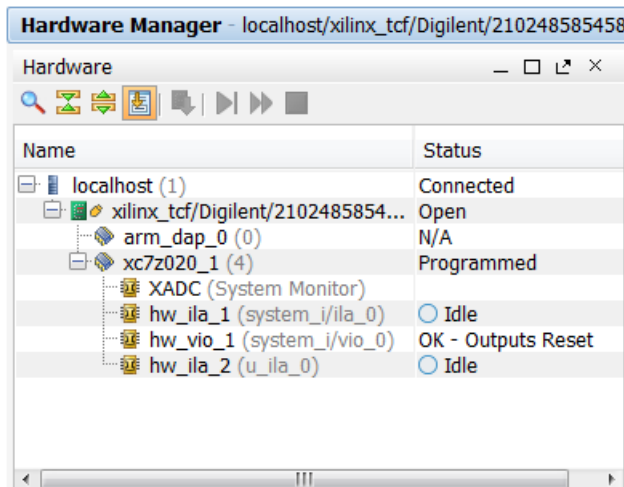 Hardware Manager - localhost/xilinx_tcf/Digilent/210248585458
Hardware
Name Status
localhost (1) Connected
xilinx_tcf/Digilent/2102485854... Open
arm_dap_0 (0) N/A
xc7z020_1 (4) Programmed
XADC (System Monitor)
hw_ila_1 (system_i/ila_0) Idle
hw_vio_1 (system_i/vio_0) OK - Outputs Reset
hw_ila_2 (u_ila_0) Idle